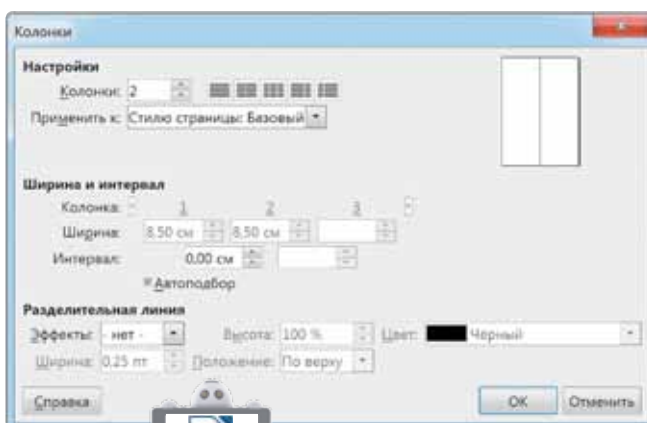 Колонки
Настройки
Колонки: 2
Применить к: Стилю страницы: Базовый
Ширина и интервал
Колонка: 1 2 3
Ширина: 8,50 см 8,50 см
Интервал: 0,00 см
Автоподбор
Разделительная линия
Эффекты: - нет - Высота: 100 % Цвет: Черный
Ширина: 0,25 пт Положение: По верху
Справка ОК Отменить